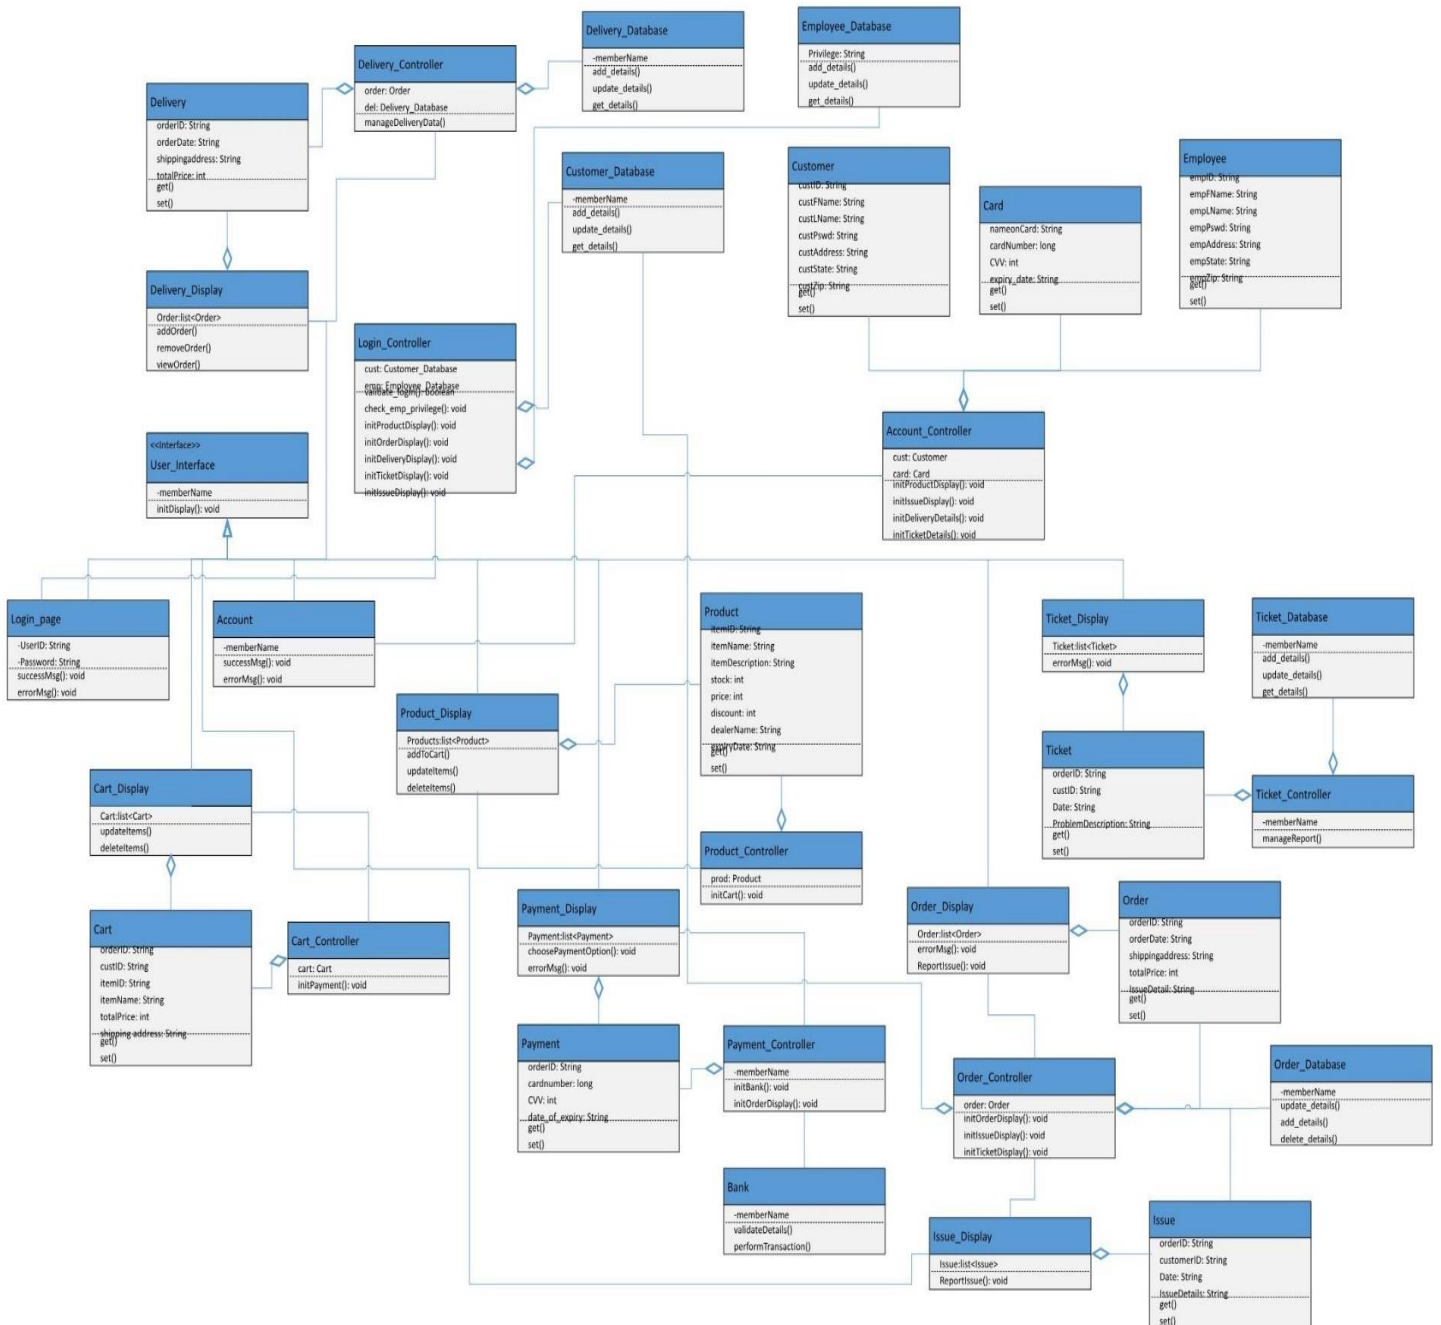 Delivery_Database
-memberName
add_details()
update_details()
get_details()
Employee_Database
Privilege: String
add_details()
update_details()
get_details()
Delivery_Controller
order: Order
del: Delivery_Database
manageDeliveryData()
Delivery
orderID: String
orderDate: String
shippingaddress: String
totalPrice: int
get()
set()
Customer_Database
-memberName
add_details()
update_details()
get_details()
Customer
custID: String
custFName: String
custLName: String
custPswd: String
custAddress: String
custState: String
custZip: String
get()
set()
Card
nameonCard: String
cardNumber: long
CVV: int
expiry_date: String
get()
set()
Employee
empID: String
empFName: String
empLName: String
empPswd: String
empAddress: String
empState: String
empZip: String
get()
set()
Delivery_Display
Order:list<Order>
addOrder()
removeOrder()
viewOrder()
Login_Controller
cust: Customer_Database
emp: Employee_Database
validate_login(): boolean
check_emp_privilege(): void
initProductDisplay(): void
initOrderDisplay(): void
initDeliveryDisplay(): void
initTicketDisplay(): void
initIssueDisplay(): void
<<Interface>>
User_Interface
-memberName
initDisplay(): void
Account_Controller
cust: Customer
card: Card
initProductDisplay(): void
initIssueDisplay(): void
initDeliveryDetails(): void
initTicketDetails(): void
Login_page
-UserID: String
-Password: String
successMsg(): void
errorMsg(): void
Account
-memberName
successMsg(): void
errorMsg(): void
Product
itemID: String
itemName: String
itemDescription: String
stock: int
price: int
discount: int
dealerName: String
expiryDate: String
get()
set()
Ticket_Display
Ticket:list<Ticket>
errorMsg(): void
Ticket_Database
-memberName
add_details()
update_details()
get_details()
Product_Display
Products:list<Product>
addToCart()
updateItems()
deleteItems()
Ticket
orderID: String
custID: String
Date: String
ProblemDescription: String
get()
set()
Ticket_Controller
-memberName
manageReport()
Cart_Display
Cart:list<Cart>
updateItems()
deleteItems()
Product_Controller
prod: Product
initCart(): void
Cart
orderID: String
custID: String
itemID: String
itemName: String
totalPrice: int
shipping address: String
get()
set()
Cart_Controller
cart: Cart
initPayment(): void
Payment_Display
Payment:list<Payment>
choosePaymentOption(): void
errorMsg(): void
Order_Display
Order:list<Order>
errorMsg(): void
ReportIssue(): void
Order
orderID: String
orderDate: String
shippingaddress: String
totalPrice: int
IssueDetail: String
get()
set()
Payment
orderID: String
cardnumber: long
CVV: int
date_of_expiry: String
get()
set()
Payment_Controller
-memberName
initBank(): void
initOrderDisplay(): void
Order_Controller
order: Order
initOrderDisplay(): void
initIssueDisplay(): void
initTicketDisplay(): void
Order_Database
-memberName
update_details()
add_details()
delete_details()
Bank
-memberName
validateDetails()
performTransaction()
Issue_Display
Issue:list<Issue>
ReportIssue(): void
Issue
orderID: String
customerID: String
Date: String
IssueDetails: String
get()
set()